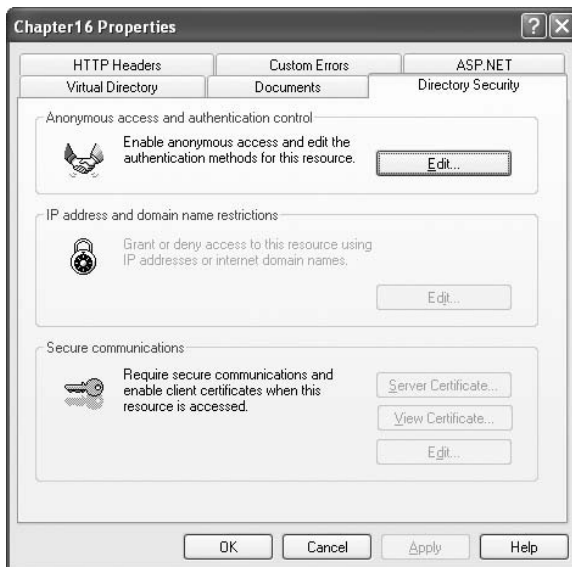 Chapter16 Properties
HTTP Headers
Custom Errors
ASP.NET
Virtual Directory
Documents
Directory Security
Anonymous access and authentication control
Enable anonymous access and edit the
authentication methods for this resource.
Edit...
IP address and domain name restrictions
Grant or deny access to this resource using
IP addresses or internet domain names.
Edit...
Secure communications
Require secure communications and
enable client certificates when this
resource is accessed.
Server Certificate...
View Certificate...
Edit...
OK
Cancel
Apply
Help